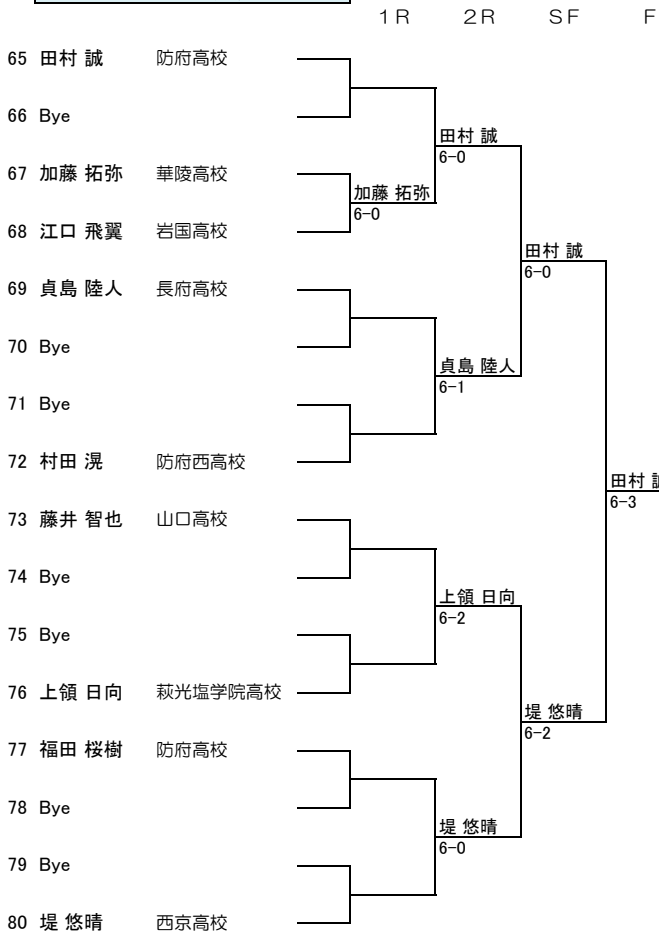 1R 2R SF F
65 田村 誠 防府高校
66 Bye
田村 誠
6-0
67 加藤 拓弥 華陵高校
加藤 拓弥
6-0
68 江口 飛翼 岩国高校
田村 誠
6-0
69 貞島 陸人 長府高校
70 Bye
貞島 陸人
6-1
71 Bye
72 村田 滉 防府西高校
田村
6-3
73 藤井 智也 山口高校
74 Bye
上領 日向
6-2
75 Bye
76 上領 日向 萩光塩学院高校
堤 悠晴
6-2
77 福田 桜樹 防府高校
78 Bye
堤 悠晴
6-0
79 Bye
80 堤 悠晴 西京高校